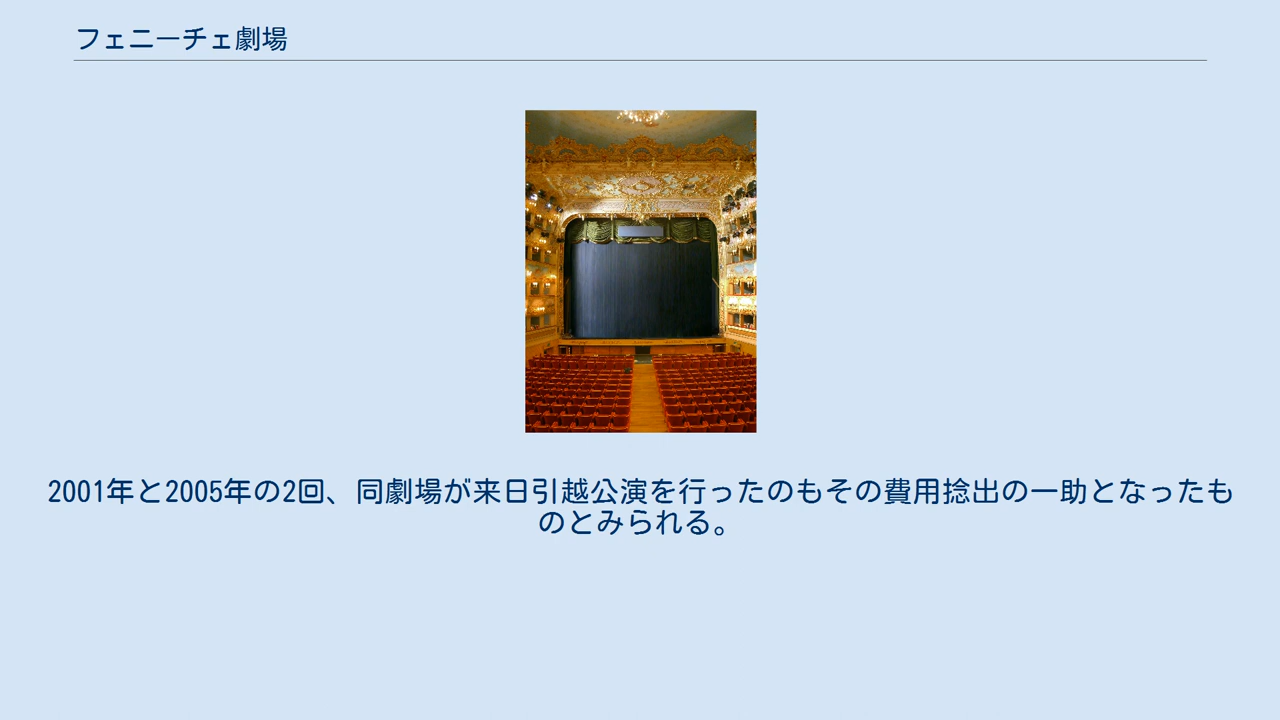 フェニーチェ劇場
2001年と2005年の2回、同劇場が来日引越公演を行ったのもその費用捻出の一助となったも
のとみられる。